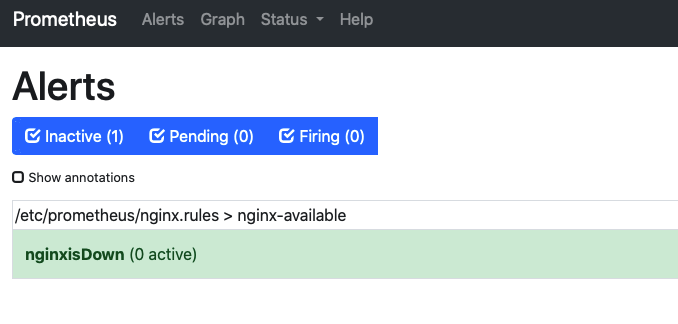 Prometheus Alerts Graph Status Help
Alerts
Inactive (1) Pending (0) Firing (0)
Show annotations
/etc/prometheus/nginx.rules > nginx-available
nginxisDown (0 active)